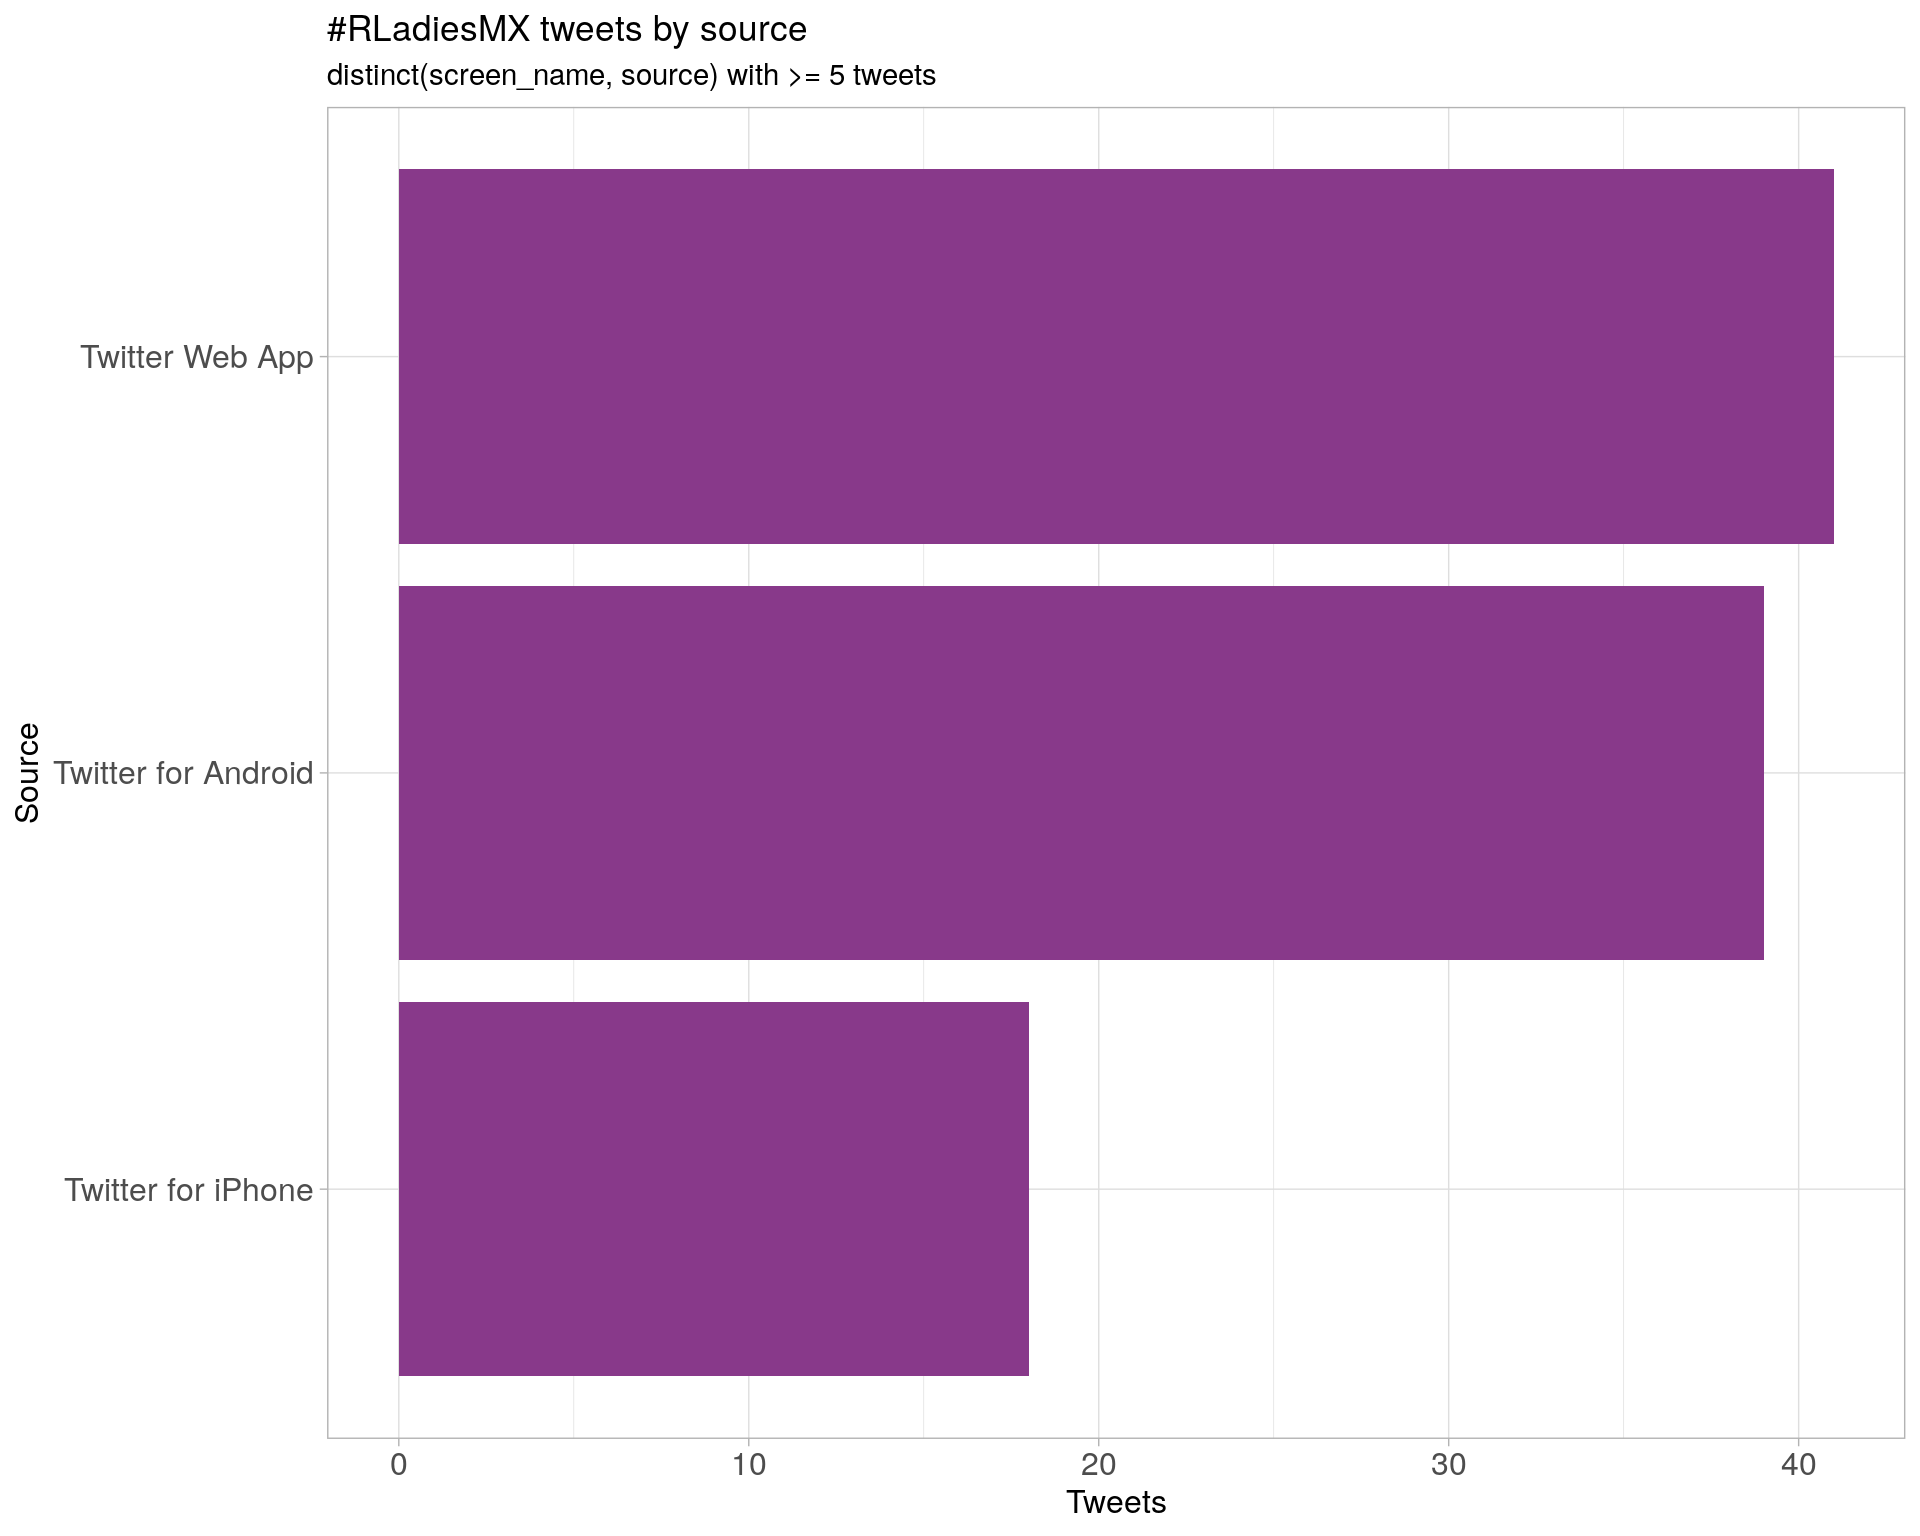 #RLadiesMX tweets by source
distinct(screen_name, source) with >= 5 tweets
Source
Twitter Web App
Twitter for Android
Twitter for iPhone
0 10 20 30 40
Tweets